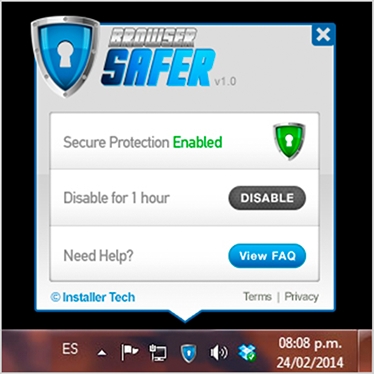 BROWSER
SAFER v1.0
Secure Protection Enabled
Disable for 1 hour DISABLE
Need Help? View FAQ
© Installer Tech Terms | Privacy
ES 08:08 p.m.
24/02/2014